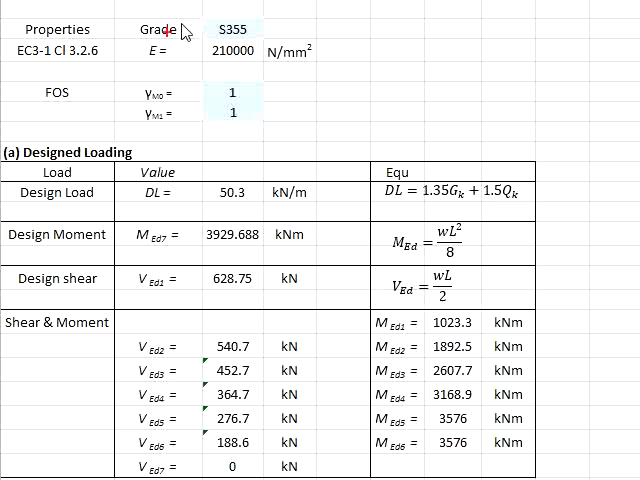 Properties Grade S355
EC3-1 Cl 3.2.6 E = 210000 N/mm²
FOS γM0 = 1
γM1 = 1
(a) Designed Loading
Load Value Equ
Design Load DL = 50.3 kN/m DL = 1.35Gk + 1.5Qk
Design Moment M Ed7 = 3929.688 kNm MEd = wL²/8
Design shear V Ed1 = 628.75 kN VEd = wL/2
Shear & Moment M Ed1 = 1023.3 kNm
V Ed2 = 540.7 kN M Ed2 = 1892.5 kNm
V Ed3 = 452.7 kN M Ed3 = 2607.7 kNm
V Ed4 = 364.7 kN M Ed4 = 3168.9 kNm
V Ed5 = 276.7 kN M Ed5 = 3576 kNm
V Ed6 = 188.6 kN M Ed6 = 3576 kNm
V Ed7 = 0 kN